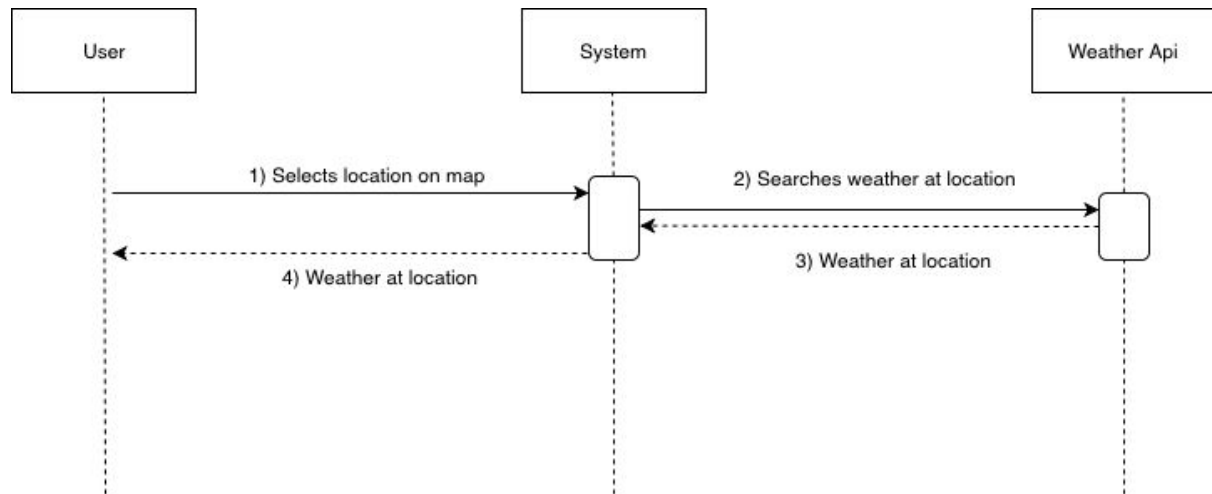 User
System
Weather Api
1) Selects location on map
2) Searches weather at location
3) Weather at location
4) Weather at location